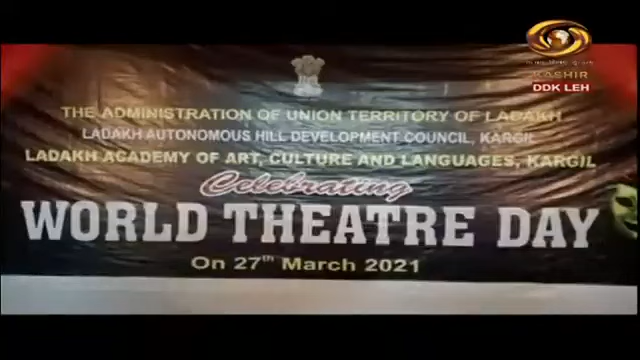 KASHIR
DDK LEH
THE ADMINISTRATION OF UNION TERRITORY OF LADAKH
LADAKH AUTONOMOUS HILL DEVELOPMENT COUNCIL, KARGIL
LADAKH ACADEMY OF ART, CULTURE AND LANGUAGES, KARGIL
Celebrating
WORLD THEATRE DAY
On 27th March 2021